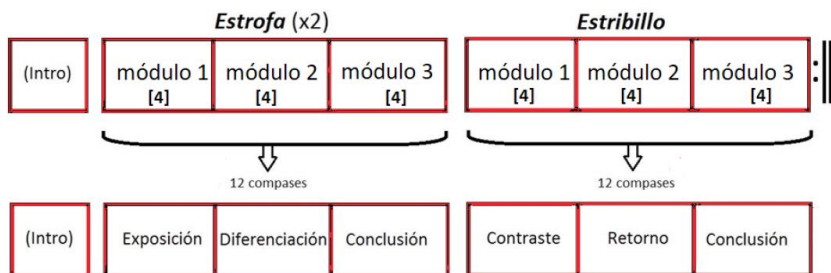 Estrofa (x2) Estribillo
(Intro) módulo 1 módulo 2 módulo 3 módulo 1 módulo 2 módulo 3 :
[4] [4] [4] [4] [4] [4]
12 compases 12 compases
(Intro) Exposición Diferenciación Conclusión Contraste Retorno Conclusión